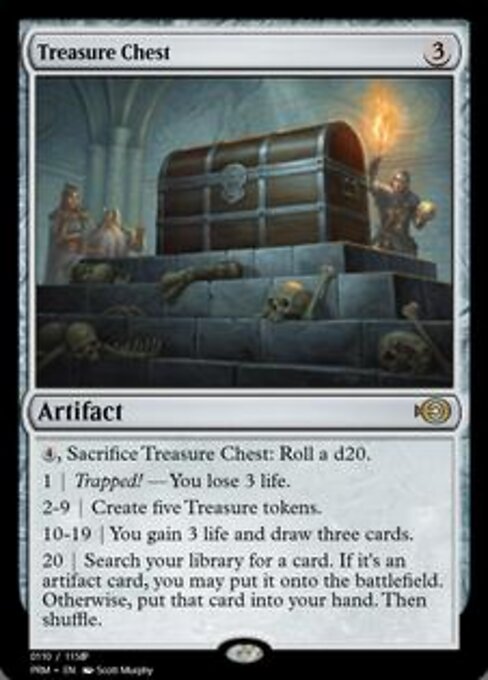 Treasure Chest 3
Artifact
4, Sacrifice Treasure Chest: Roll a d20.
1 | Trapped! — You lose 3 life.
2-9 | Create five Treasure tokens.
10-19 | You gain 3 life and draw three cards.
20 | Search your library for a card. If it's an
artifact card, you may put it onto the battlefield.
Otherwise, put that card into your hand. Then
shuffle.
PRM • EN Scott Murphy